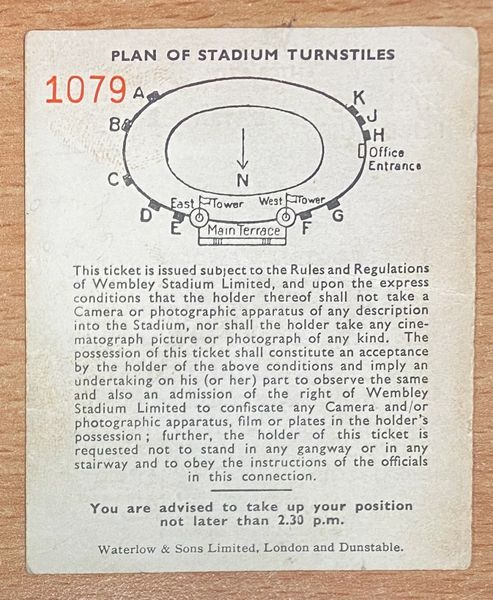 PLAN OF STADIUM TURNSTILES
1079
A
K
B
J
H
Office
Entrance
C
N
D
East Tower
West Tower
G
E
Main Terrace
F
This ticket is issued subject to the Rules and Regulations
of Wembley Stadium Limited, and upon the express
conditions that the holder thereof shall not take a
Camera or photographic apparatus of any description
into the Stadium, nor shall the holder take any cine-
matograph picture or photograph of any kind. The
possession of this ticket shall constitute an acceptance
by the holder of the above conditions and imply an
undertaking on his (or her) part to observe the same
and also an admission of the right of Wembley
Stadium Limited to confiscate any Camera and/or
photographic apparatus, film or plates in the holder's
possession ; further, the holder of this ticket is
requested not to stand in any gangway or in any
stairway and to obey the instructions of the officials
in this connection.
You are advised to take up your position
not later than 2.30 p.m.
Waterlow & Sons Limited, London and Dunstable.